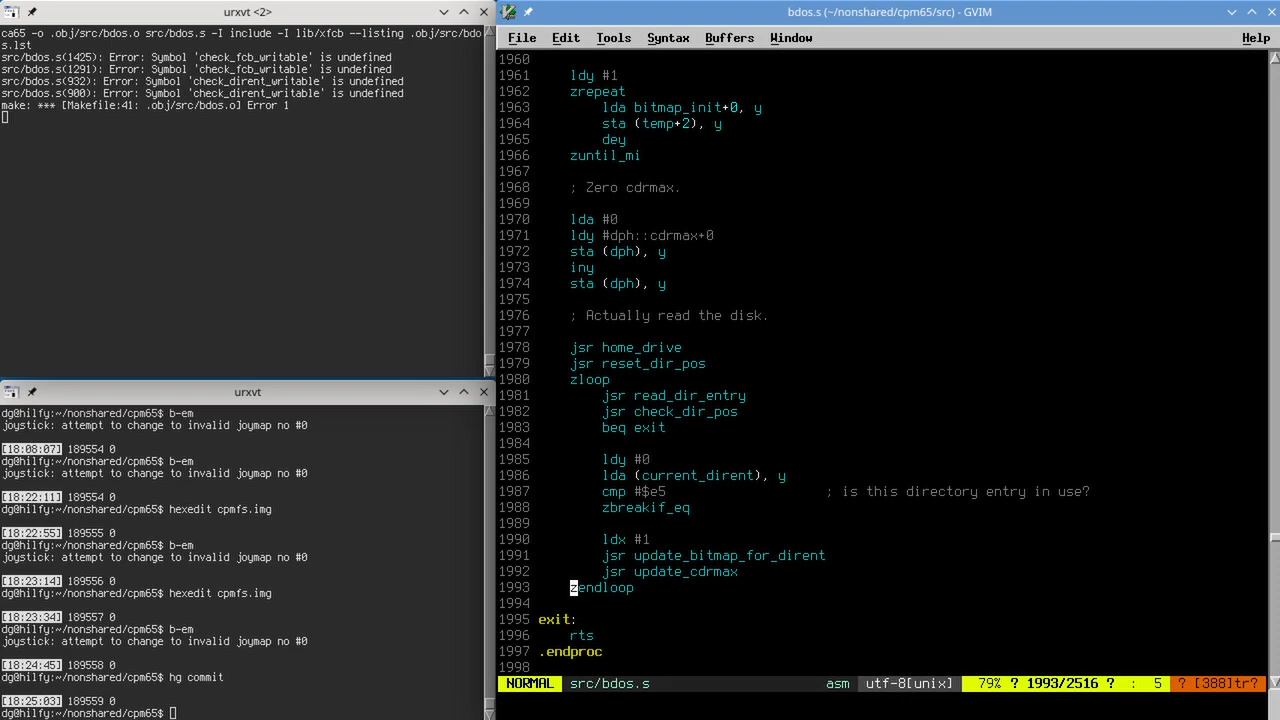 urxvt <2>
ca65 -o .obj/src/bdos.o src/bdos.s -I include -I lib/xfcb --listing .obj/src/bdo
s.lst
src/bdos.s(1425): Error: Symbol 'check_fcb_writable' is undefined
src/bdos.s(1291): Error: Symbol 'check_fcb_writable' is undefined
src/bdos.s(932): Error: Symbol 'check_dirent_writable' is undefined
src/bdos.s(900): Error: Symbol 'check_dirent_writable' is undefined
make: *** [Makefile:41: .obj/src/bdos.o] Error 1
urxvt
dg@hilfy:~/nonshared/cpm65$ b-em
joystick: attempt to change to invalid joymap no #0
[18:08:07] 189554 0
dg@hilfy:~/nonshared/cpm65$ b-em
joystick: attempt to change to invalid joymap no #0
[18:22:11] 189554 0
dg@hilfy:~/nonshared/cpm65$ hexedit cpmfs.img
[18:22:55] 189555 0
dg@hilfy:~/nonshared/cpm65$ b-em
joystick: attempt to change to invalid joymap no #0
[18:23:14] 189556 0
dg@hilfy:~/nonshared/cpm65$ hexedit cpmfs.img
[18:23:34] 189557 0
dg@hilfy:~/nonshared/cpm65$ b-em
joystick: attempt to change to invalid joymap no #0
[18:24:45] 189558 0
dg@hilfy:~/nonshared/cpm65$ hg commit
[18:25:03] 189559 0
dg@hilfy:~/nonshared/cpm65$
bdos.s (~/nonshared/cpm65/src) - GVIM
File Edit Tools Syntax Buffers Window Help
1960
1961 ldy #1
1962 zrepeat
1963 lda bitmap_init+0, y
1964 sta (temp+2), y
1965 dey
1966 zuntil_mi
1967
1968 ; Zero cdrmax.
1969
1970 lda #0
1971 ldy #dph::cdrmax+0
1972 sta (dph), y
1973 iny
1974 sta (dph), y
1975
1976 ; Actually read the disk.
1977
1978 jsr home_drive
1979 jsr reset_dir_pos
1980 zloop
1981 jsr read_dir_entry
1982 jsr check_dir_pos
1983 beq exit
1984
1985 ldy #0
1986 lda (current_dirent), y
1987 cmp #$e5 ; is this directory entry in use?
1988 zbreakif_eq
1989
1990 ldx #1
1991 jsr update_bitmap_for_dirent
1992 jsr update_cdrmax
1993 zendloop
1994
1995 exit:
1996 rts
1997 .endproc
1998
NORMAL src/bdos.s asm utf-8[unix] 79% ? 1993/2516 ? : 5 ? [388]tr?